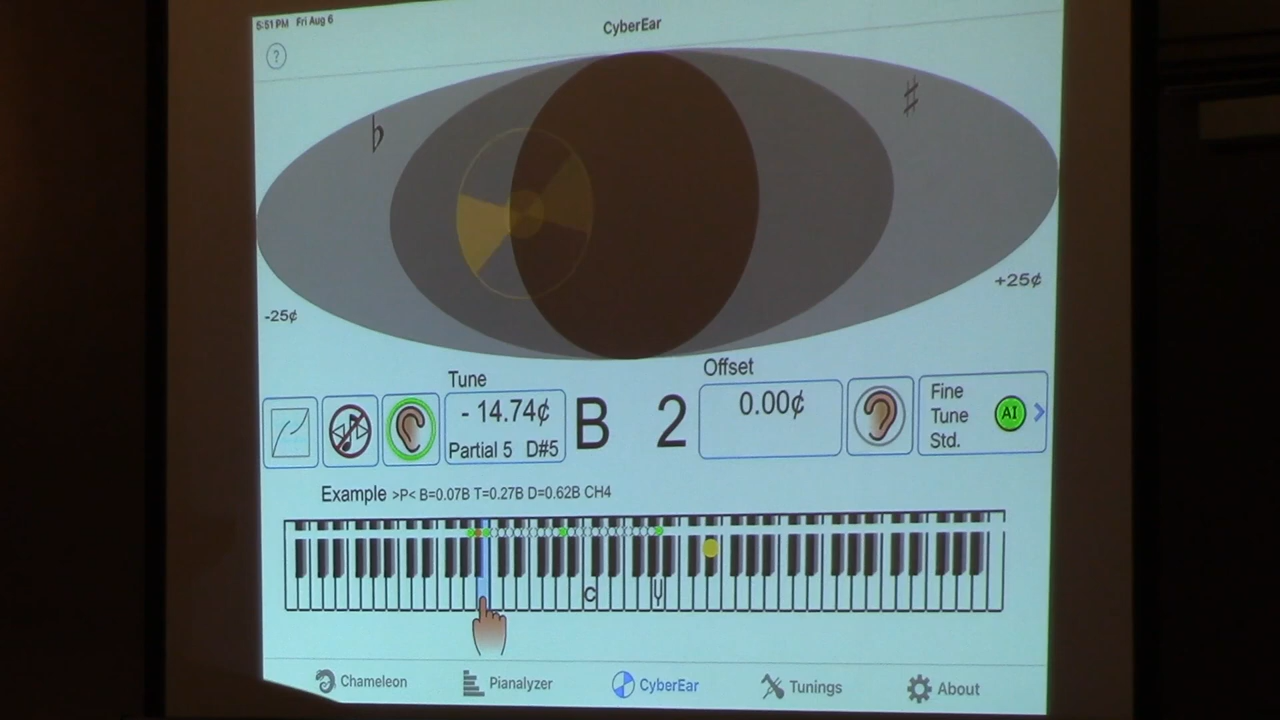 5:51 PM Fri Aug 6
CyberEar
?
♭
♯
-25¢
+25¢
Tune
Offset
- 14.74¢
Partial 5 D#5
B 2
0.00¢
Fine
Tune
Std.
AI
Example >P< B=0.07B T=0.27B D=0.62B CH4
C
Y
Chameleon
Pianalyzer
CyberEar
Tunings
About